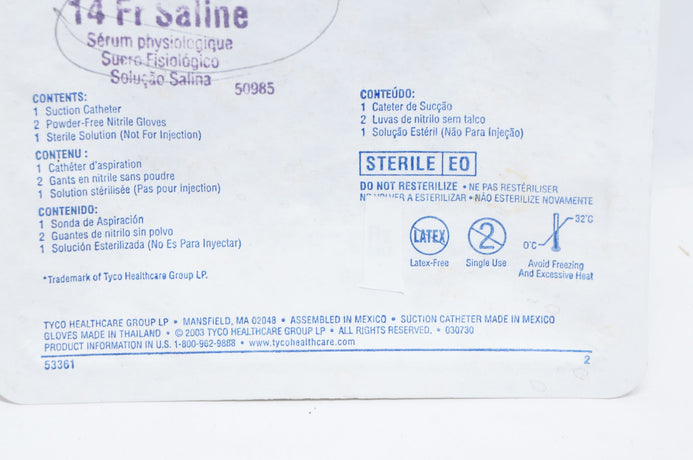 14 Fr Saline
Sérum physiologique
Suero Fisiológico
Solução Salina
50985
CONTENTS:
1 Suction Catheter
2 Powder-Free Nitrile Gloves
1 Sterile Solution (Not For Injection)
CONTENU :
1 Cathéter d'aspiration
2 Gants en nitrile sans poudre
1 Solution stérilisée (Pas pour injection)
CONTENIDO:
1 Sonda de Aspiración
2 Guantes de nitrilo sin polvo
1 Solución Esterilizada (No Es Para Inyectar)
*Trademark of Tyco Healthcare Group LP.
CONTEÚDO:
1 Cateter de Sucção
2 Luvas de nitrilo sem talco
1 Solução Estéril (Não Para Injeção)
STERILE EO
DO NOT RESTERILIZE • NE PAS RESTÉRILISER
NO VOLVER A ESTERILIZAR • NÃO ESTERILIZE NOVAMENTE
LATEX
Latex-Free
2
Single Use
32°C
0°C
Avoid Freezing
And Excessive Heat
TYCO HEALTHCARE GROUP LP • MANSFIELD, MA 02048 • ASSEMBLED IN MEXICO • SUCTION CATHETER MADE IN MEXICO
GLOVES MADE IN THAILAND • © 2003 TYCO HEALTHCARE GROUP LP • ALL RIGHTS RESERVED. • 030730
PRODUCT INFORMATION IN U.S. 1-800-962-9888 • www.tycohealthcare.com
53361
2